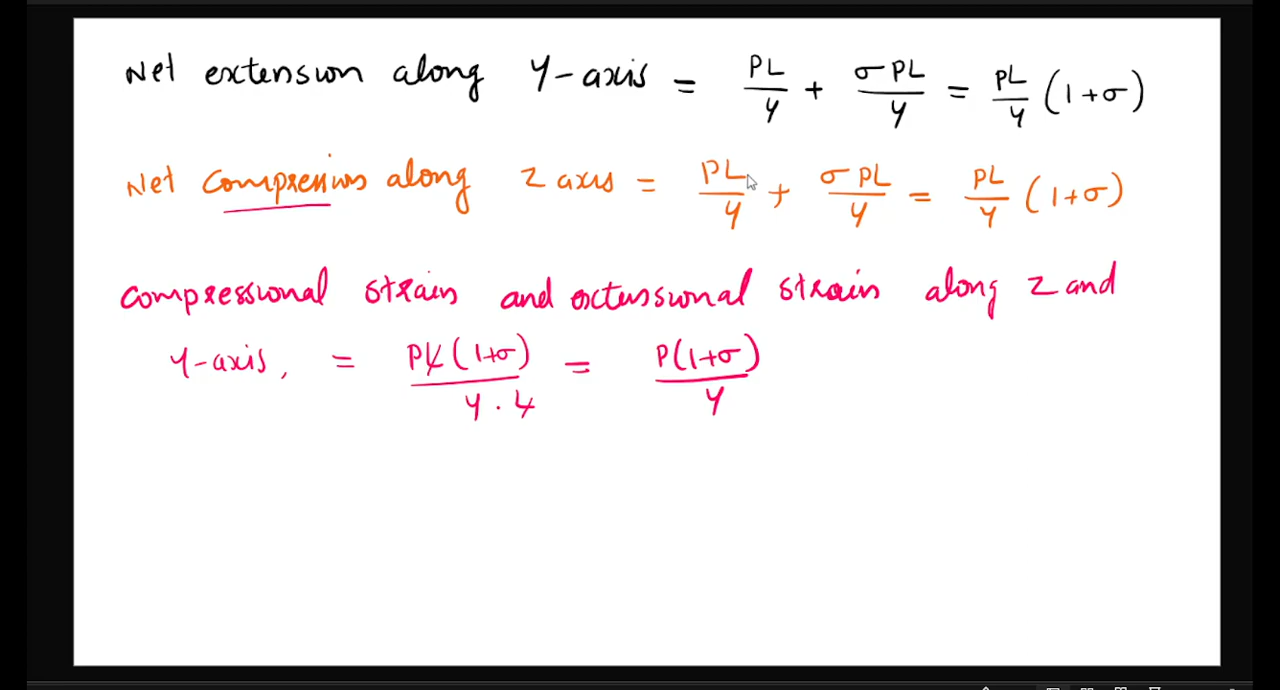 Net extension along Y-axis = PL/Y + σPL/Y = PL/Y (1+σ)
Net compression along Z axis = PL/Y + σPL/Y = PL/Y (1+σ)
compressional strain and extensional strain along Z and
Y-axis, = PL(1+σ)/Y.L = P(1+σ)/Y